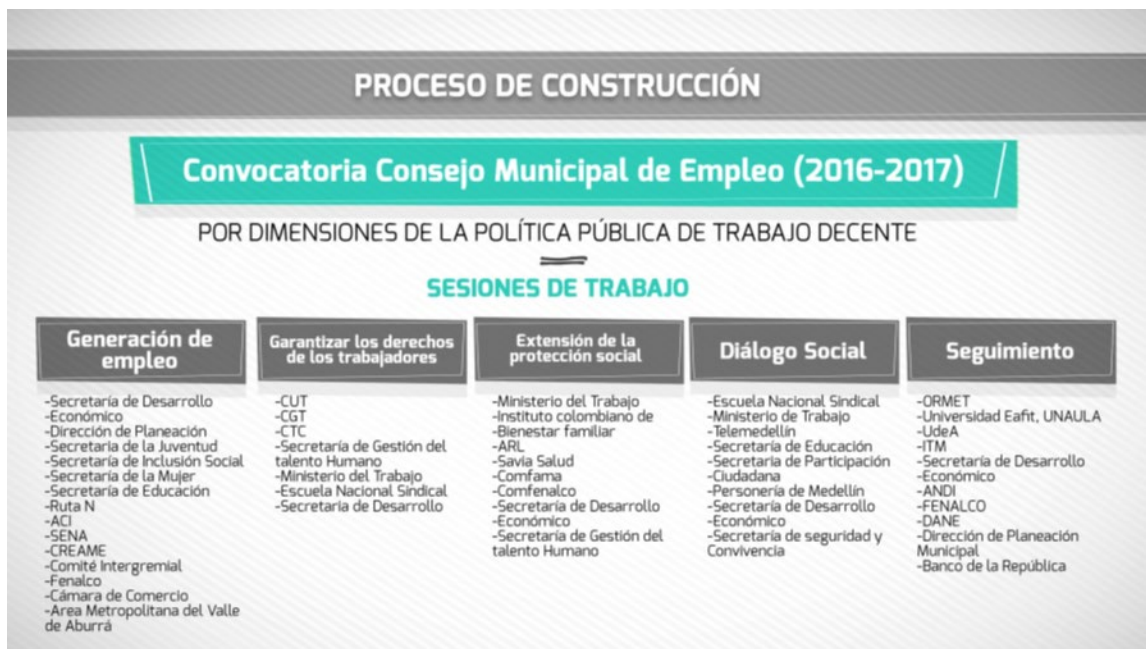 PROCESO DE CONSTRUCCIÓN
Convocatoria Consejo Municipal de Empleo (2016-2017)
POR DIMENSIONES DE LA POLÍTICA PÚBLICA DE TRABAJO DECENTE
SESIONES DE TRABAJO
Generación de
empleo
-Secretaría de Desarrollo
-Económico
-Dirección de Planeación
-Secretaria de la Juventud
-Secretaría de Inclusión Social
-Secretaría de la Mujer
-Secretaría de Educación
-Ruta N
-ACI
-SENA
-CREAME
-Comité Intergremial
-Fenalco
-Cámara de Comercio
-Area Metropolitana del Valle
de Aburrá
Garantizar los derechos
de los trabajadores
-CUT
-CGT
-CTC
-Secretaría de Gestión del
talento Humano
-Ministerio del Trabajo
-Escuela Nacional Sindical
-Secretaria de Desarrollo
Extensión de la
protección social
-Ministerio del Trabajo
-Instituto colombiano de
-Bienestar familiar
-ARL
-Savia Salud
-Comfama
-Comfenalco
-Secretaría de Desarrollo
-Económico
-Secretaría de Gestión del
talento Humano
Diálogo Social
-Escuela Nacional Sindical
-Ministerio de Trabajo
-Telemedellín
-Secretaría de Educación
-Secretaria de Participación
-Ciudadana
-Personería de Medellín
-Secretaría de Desarrollo
-Económico
-Secretaría de seguridad y
Convivencia
Seguimiento
-ORMET
-Universidad Eafit, UNAULA
-UdeA
-ITM
-Secretaría de Desarrollo
-Económico
-ANDI
-FENALCO
-DANE
-Dirección de Planeación
Municipal
-Banco de la República